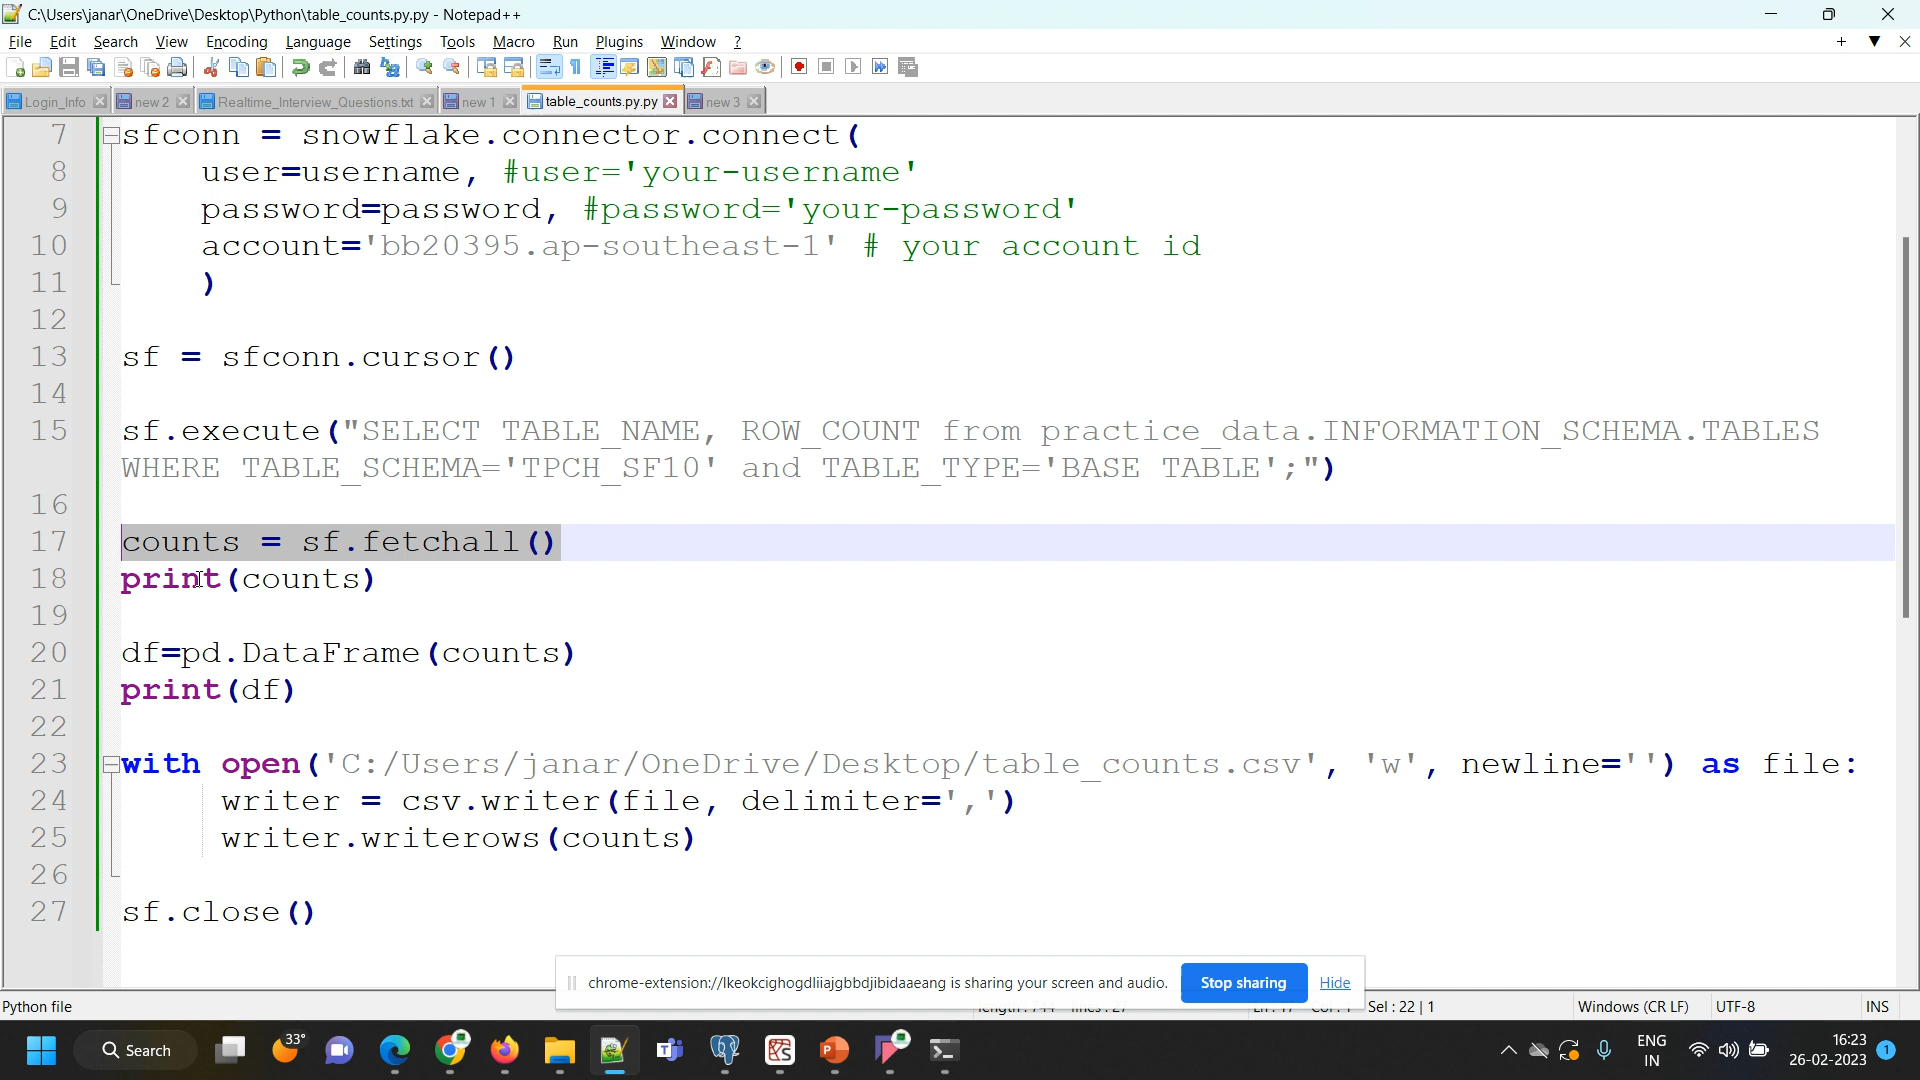 C:\Users\janar\OneDrive\Desktop\Python\table_counts.py.py - Notepad++
File Edit Search View Encoding Language Settings Tools Macro Run Plugins Window ?
Login_Info new 2 Realtime_Interview_Questions.txt new 1 table_counts.py.py new 3
7 sfconn = snowflake.connector.connect(
8 user=username, #user='your-username'
9 password=password, #password='your-password'
10 account='bb20395.ap-southeast-1' # your account id
11 )
12
13 sf = sfconn.cursor()
14
15 sf.execute("SELECT TABLE_NAME, ROW_COUNT from practice_data.INFORMATION_SCHEMA.TABLES
WHERE TABLE_SCHEMA='TPCH_SF10' and TABLE_TYPE='BASE TABLE';")
16
17 counts = sf.fetchall()
18 print(counts)
19
20 df=pd.DataFrame(counts)
21 print(df)
22
23 with open('C:/Users/janar/OneDrive/Desktop/table_counts.csv', 'w', newline='') as file:
24 writer = csv.writer(file, delimiter=',')
25 writer.writerows(counts)
26
27 sf.close()
chrome-extension://lkeokcighogdliiajgbbdjibidaaeang is sharing your screen and audio. Stop sharing Hide
Python file Sel : 22 | 1 Windows (CR LF) UTF-8 INS
33°
Search
ENG
IN
16:23
26-02-2023
1